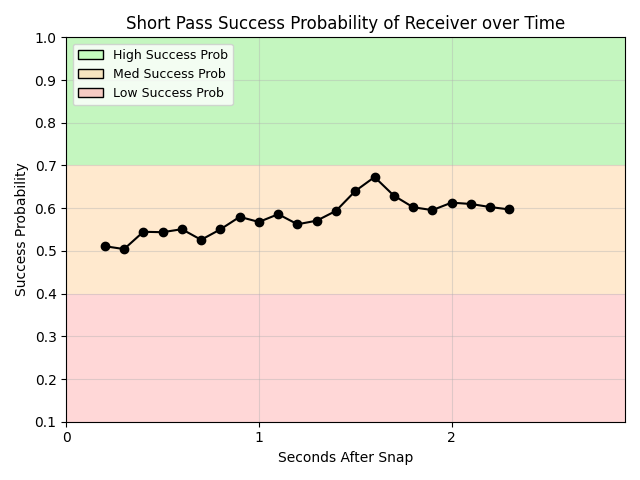 Short Pass Success Probability of Receiver over Time
High Success Prob
Med Success Prob
Low Success Prob
Success Probability
1.0
0.9
0.8
0.7
0.6
0.5
0.4
0.3
0.2
0.1
0 1 2
Seconds After Snap